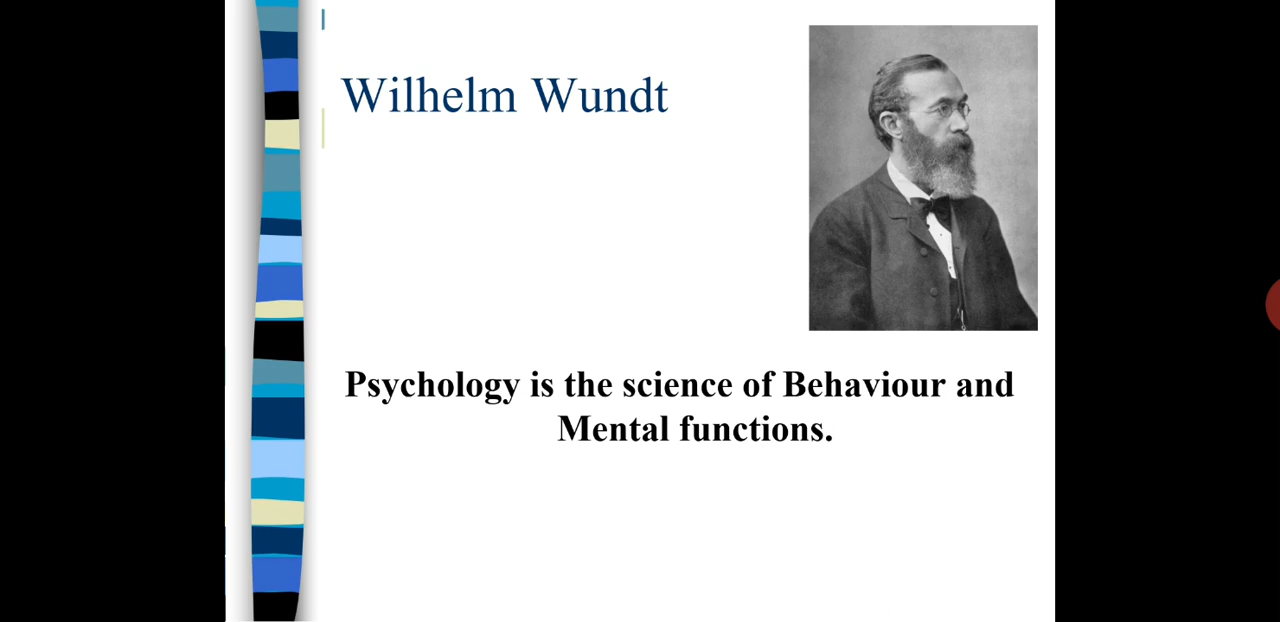 Wilhelm Wundt
Psychology is the science of Behaviour and
Mental functions.